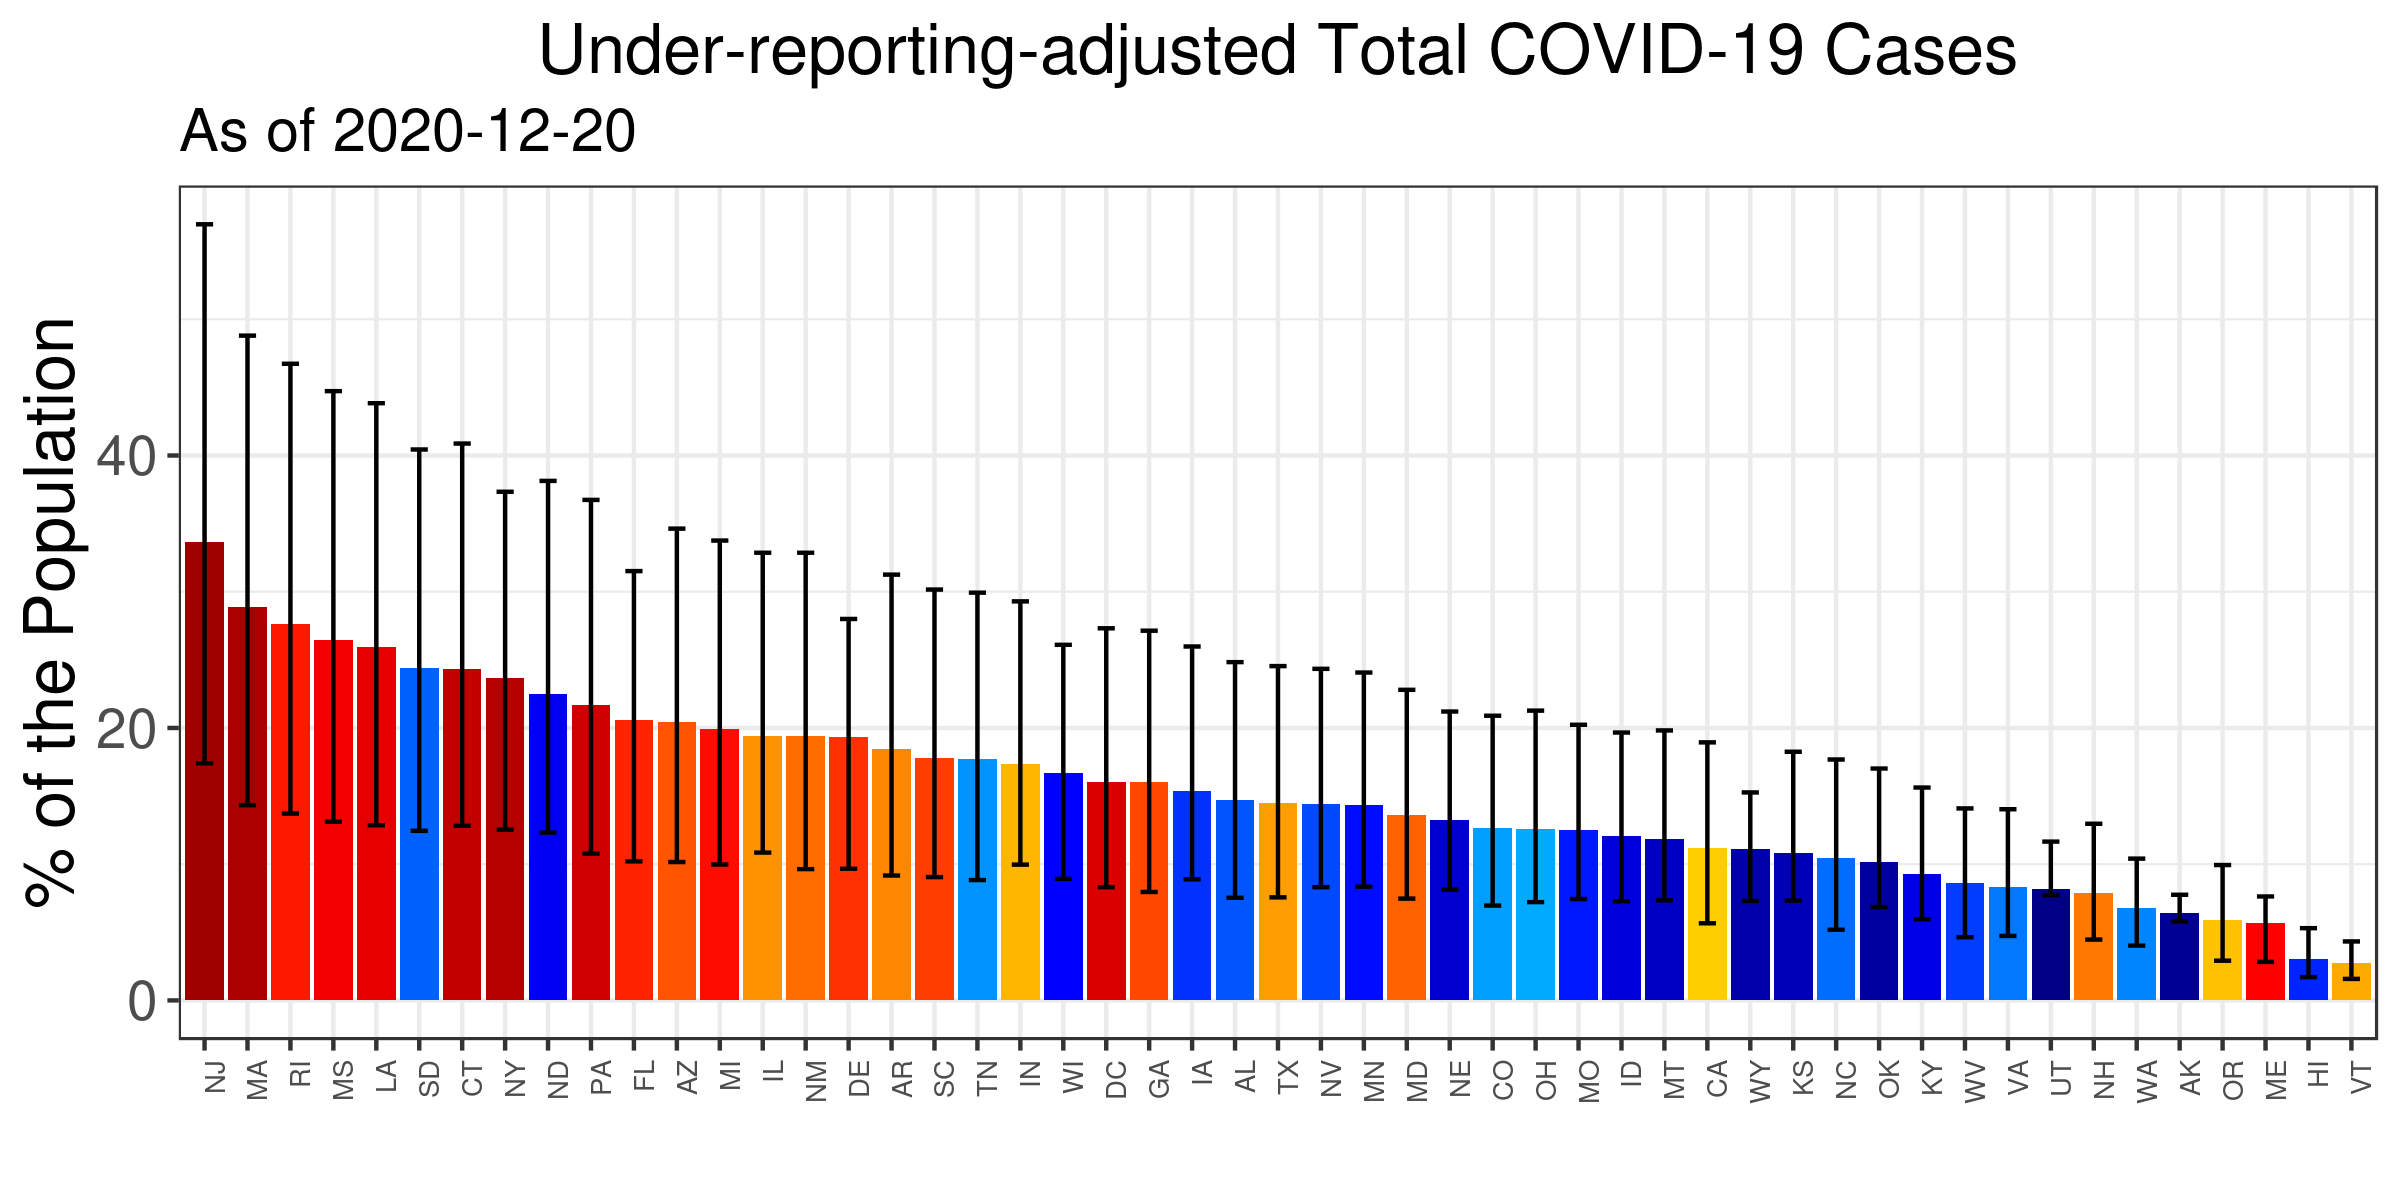 Under-reporting-adjusted Total COVID-19 Cases
As of 2020-12-20
% of the Population
40
20
0
NJ MA RI MS LA SD CT NY ND PA FL AZ MI IL NM DE AR SC TN IN WI DC GA IA AL TX NV MN MD NE CO OH MO ID MT CA WY KS NC OK KY WV VA UT NH WA AK OR ME HI VT